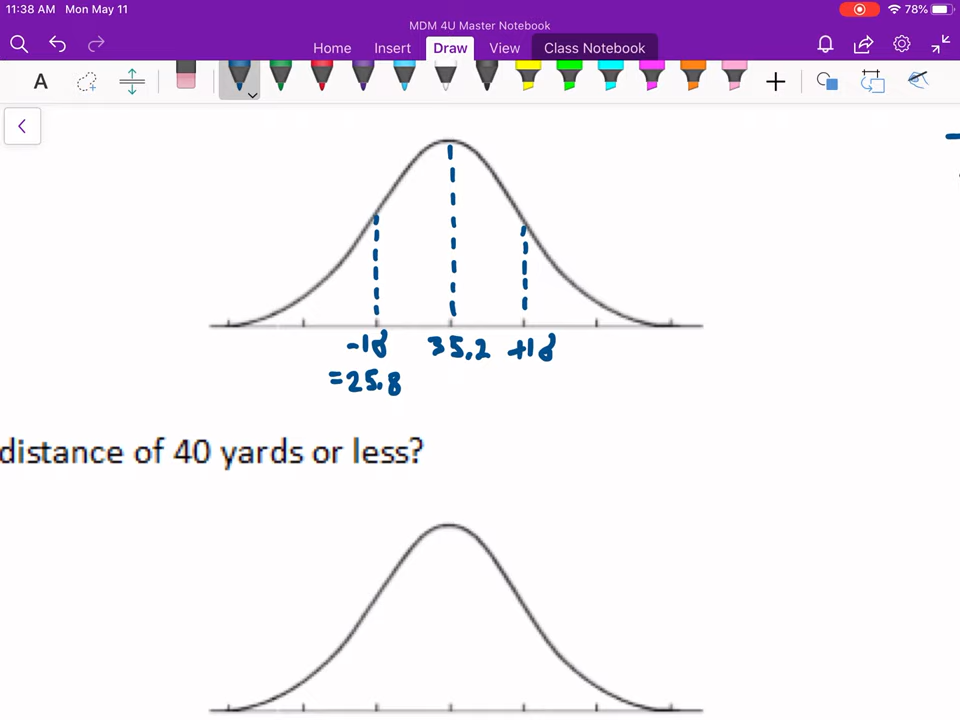 11:38 AM Mon May 11
78%
MDM 4U Master Notebook
Home Insert Draw View Class Notebook
A
-1σ 35.2 +1σ
=25.8
distance of 40 yards or less?